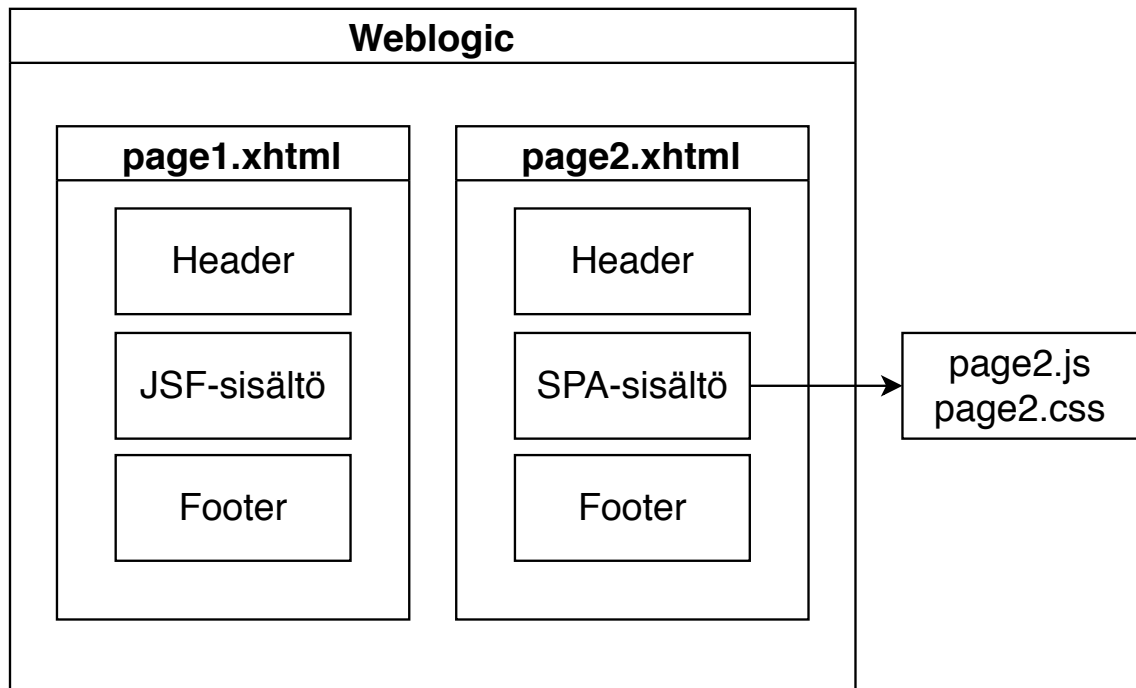 Weblogic
page1.xhtml
Header
JSF-sisältö
Footer
page2.xhtml
Header
SPA-sisältö
Footer
page2.js
page2.css